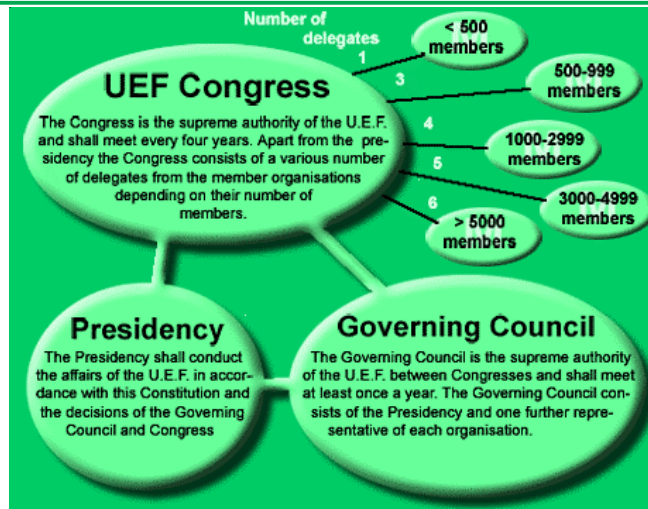 Number of
delegates
1
< 500
members
3
500-999
members
4
1000-2999
members
5
3000-4999
members
6
> 5000
members
UEF Congress
The Congress is the supreme authority of the U.E.F.
and shall meet every four years. Apart from the pre-
sidency the Congress consists of a various number
of delegates from the member organisations
depending on their number of
members.
Presidency
The Presidency shall conduct
the affairs of the U.E.F. in accor-
dance with this Constitution and
the decisions of the Governing
Council and Congress
Governing Council
The Governing Council is the supreme authority
of the U.E.F. between Congresses and shall meet
at least once a year. The Governing Council con-
sists of the Presidency and one further repre-
sentative of each organisation.